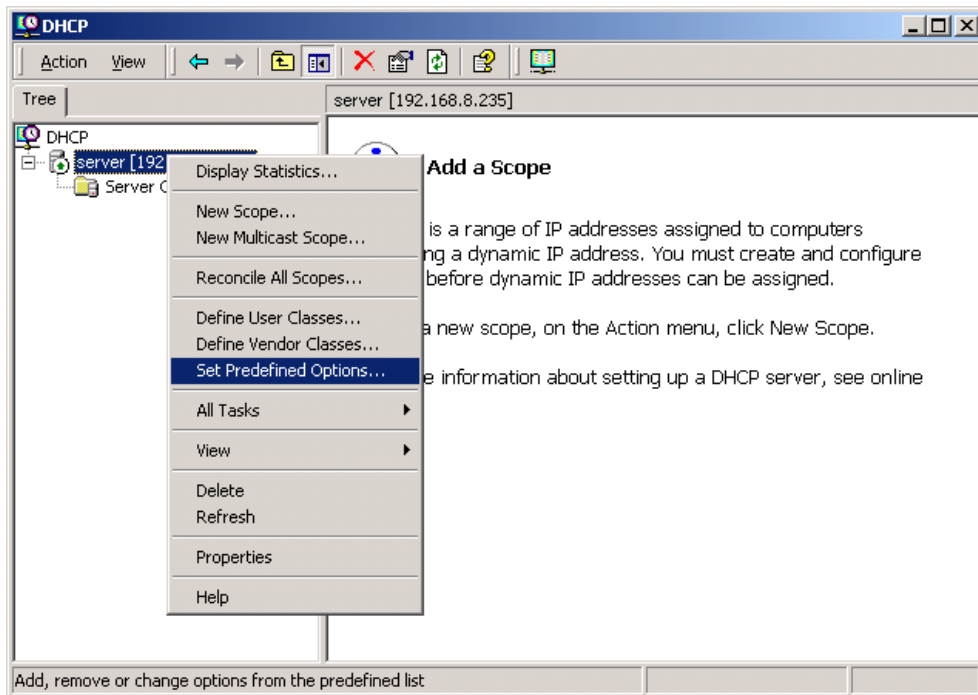 DHCP
Action View
Tree
server [192.168.8.235]
DHCP
server [192
Server
Display Statistics...
New Scope...
New Multicast Scope...
Reconcile All Scopes...
Define User Classes...
Define Vendor Classes...
Set Predefined Options...
All Tasks
View
Delete
Refresh
Properties
Help
Add a Scope
is a range of IP addresses assigned to computers
ng a dynamic IP address. You must create and configure
before dynamic IP addresses can be assigned.
a new scope, on the Action menu, click New Scope.
e information about setting up a DHCP server, see online
Add, remove or change options from the predefined list